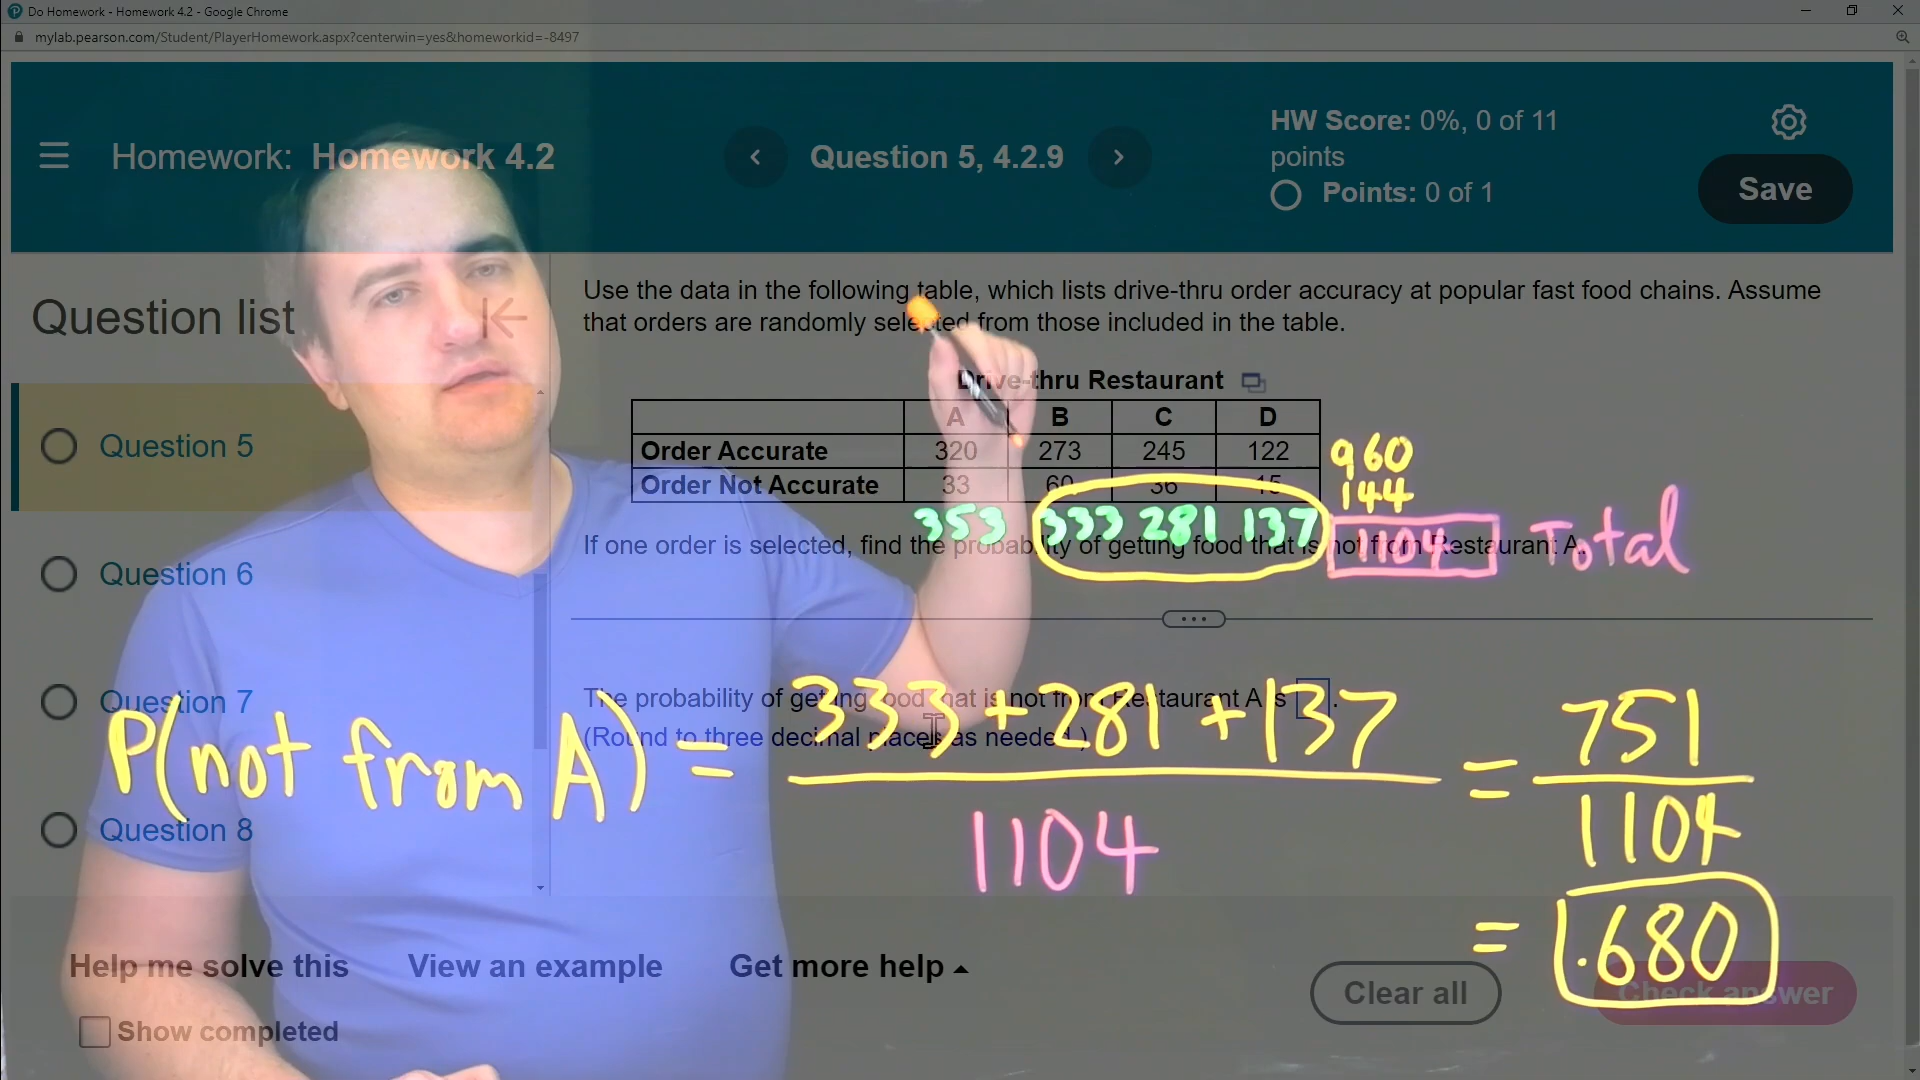 Do Homework - Homework 4.2 - Google Chrome
mylab.pearson.com/Student/PlayerHomework.aspx?centerwin=yes&homeworkid=-8497
Homework: Homework 4.2
Question 5, 4.2.9
HW Score: 0%, 0 of 11
points
Points: 0 of 1
Save
Question list
Question 5
Question 6
Question 7
Question 8
Use the data in the following table, which lists drive-thru order accuracy at popular fast food chains. Assume
that orders are randomly selected from those included in the table.
Drive-thru Restaurant
A B C D
Order Accurate 320 273 245 122 960
Order Not Accurate 33 60 36 15 144
353 333 281 137 1104 Total
If one order is selected, find the probability of getting food that is not from Restaurant A.
The probability of getting food that is not from Restaurant A is .
(Round to three decimal places as needed.)
P(not from A) = 333 + 281 + 137 = 751
1104 1104
= .680
Help me solve this View an example Get more help
Clear all Check answer
Show completed